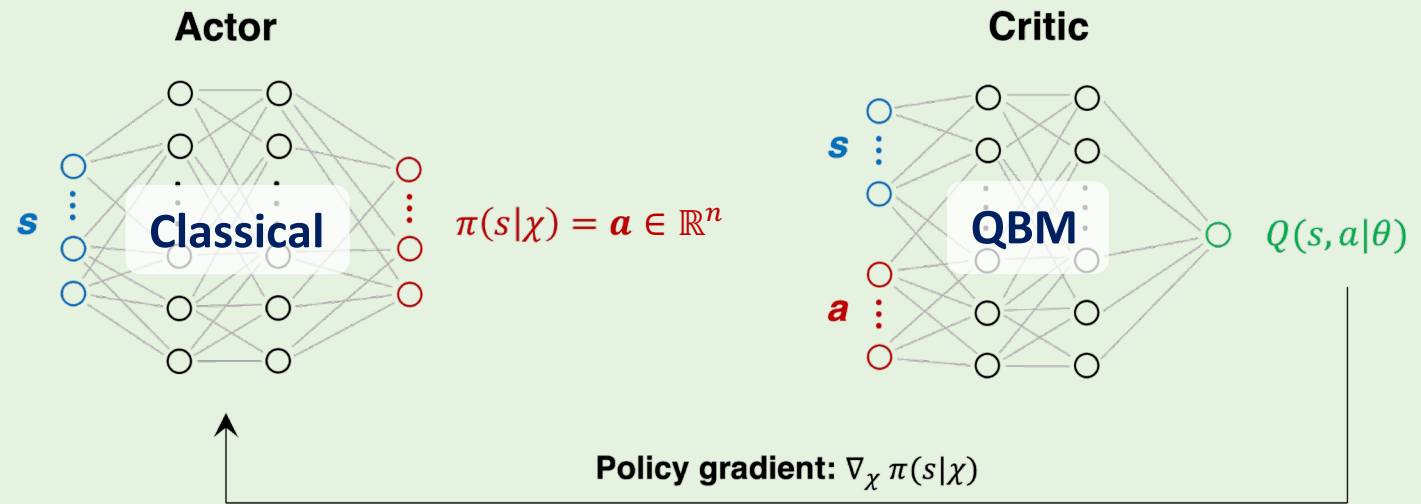 Actor
Critic
s
Classical
π(s|χ) = a ∈ ℝⁿ
s
a
QBM
Q(s, a|θ)
Policy gradient: ∇χ π(s|χ)